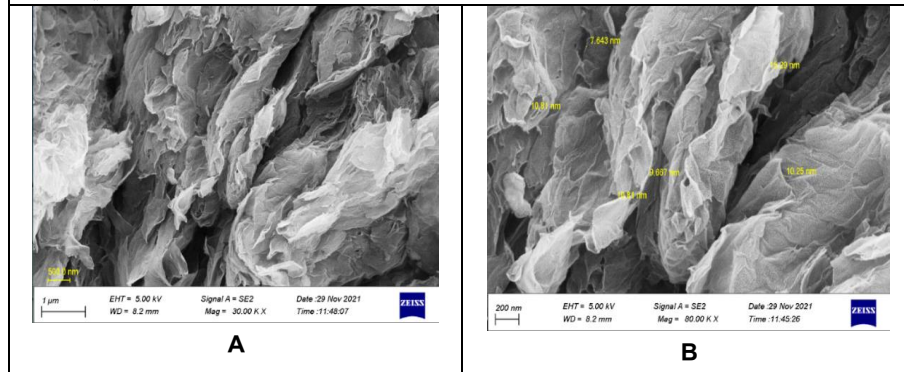 500.0 nm
1 µm
EHT = 5.00 kV
Signal A = SE2
Date :29 Nov 2021
WD = 8.2 mm
Mag = 30.00 K X
Time :11:48:07
ZEISS
A
7.643 nm
10.81 nm
9.697 nm
10.25 nm
200 nm
EHT = 5.00 kV
Signal A = SE2
Date :29 Nov 2021
WD = 8.2 mm
Mag = 80.00 K X
Time :11:45:26
ZEISS
B